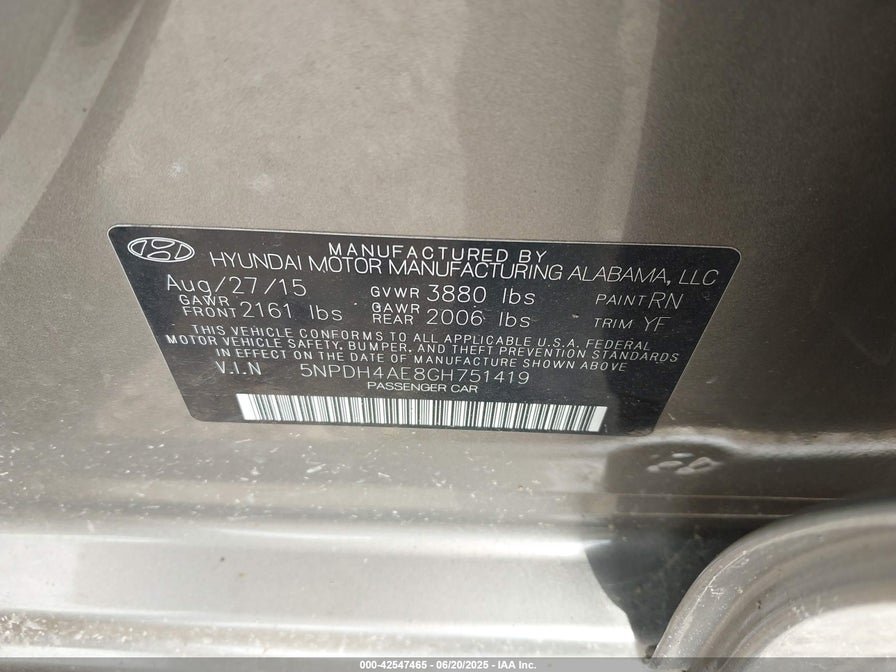 MANUFACTURED BY
HYUNDAI MOTOR MANUFACTURING ALABAMA, LLC
Aug/27/15 GVWR 3880 lbs PAINT RN
GAWR FRONT 2161 lbs GAWR REAR 2006 lbs TRIM YF
THIS VEHICLE CONFORMS TO ALL APPLICABLE U.S.A. FEDERAL
MOTOR VEHICLE SAFETY, BUMPER, AND THEFT PREVENTION STANDARDS
IN EFFECT ON THE DATE OF MANUFACTURE SHOWN ABOVE
V.I.N 5NPDH4AE8GH751419
PASSENGER CAR
000-42547465 - 06/20/2025 - IAA Inc.